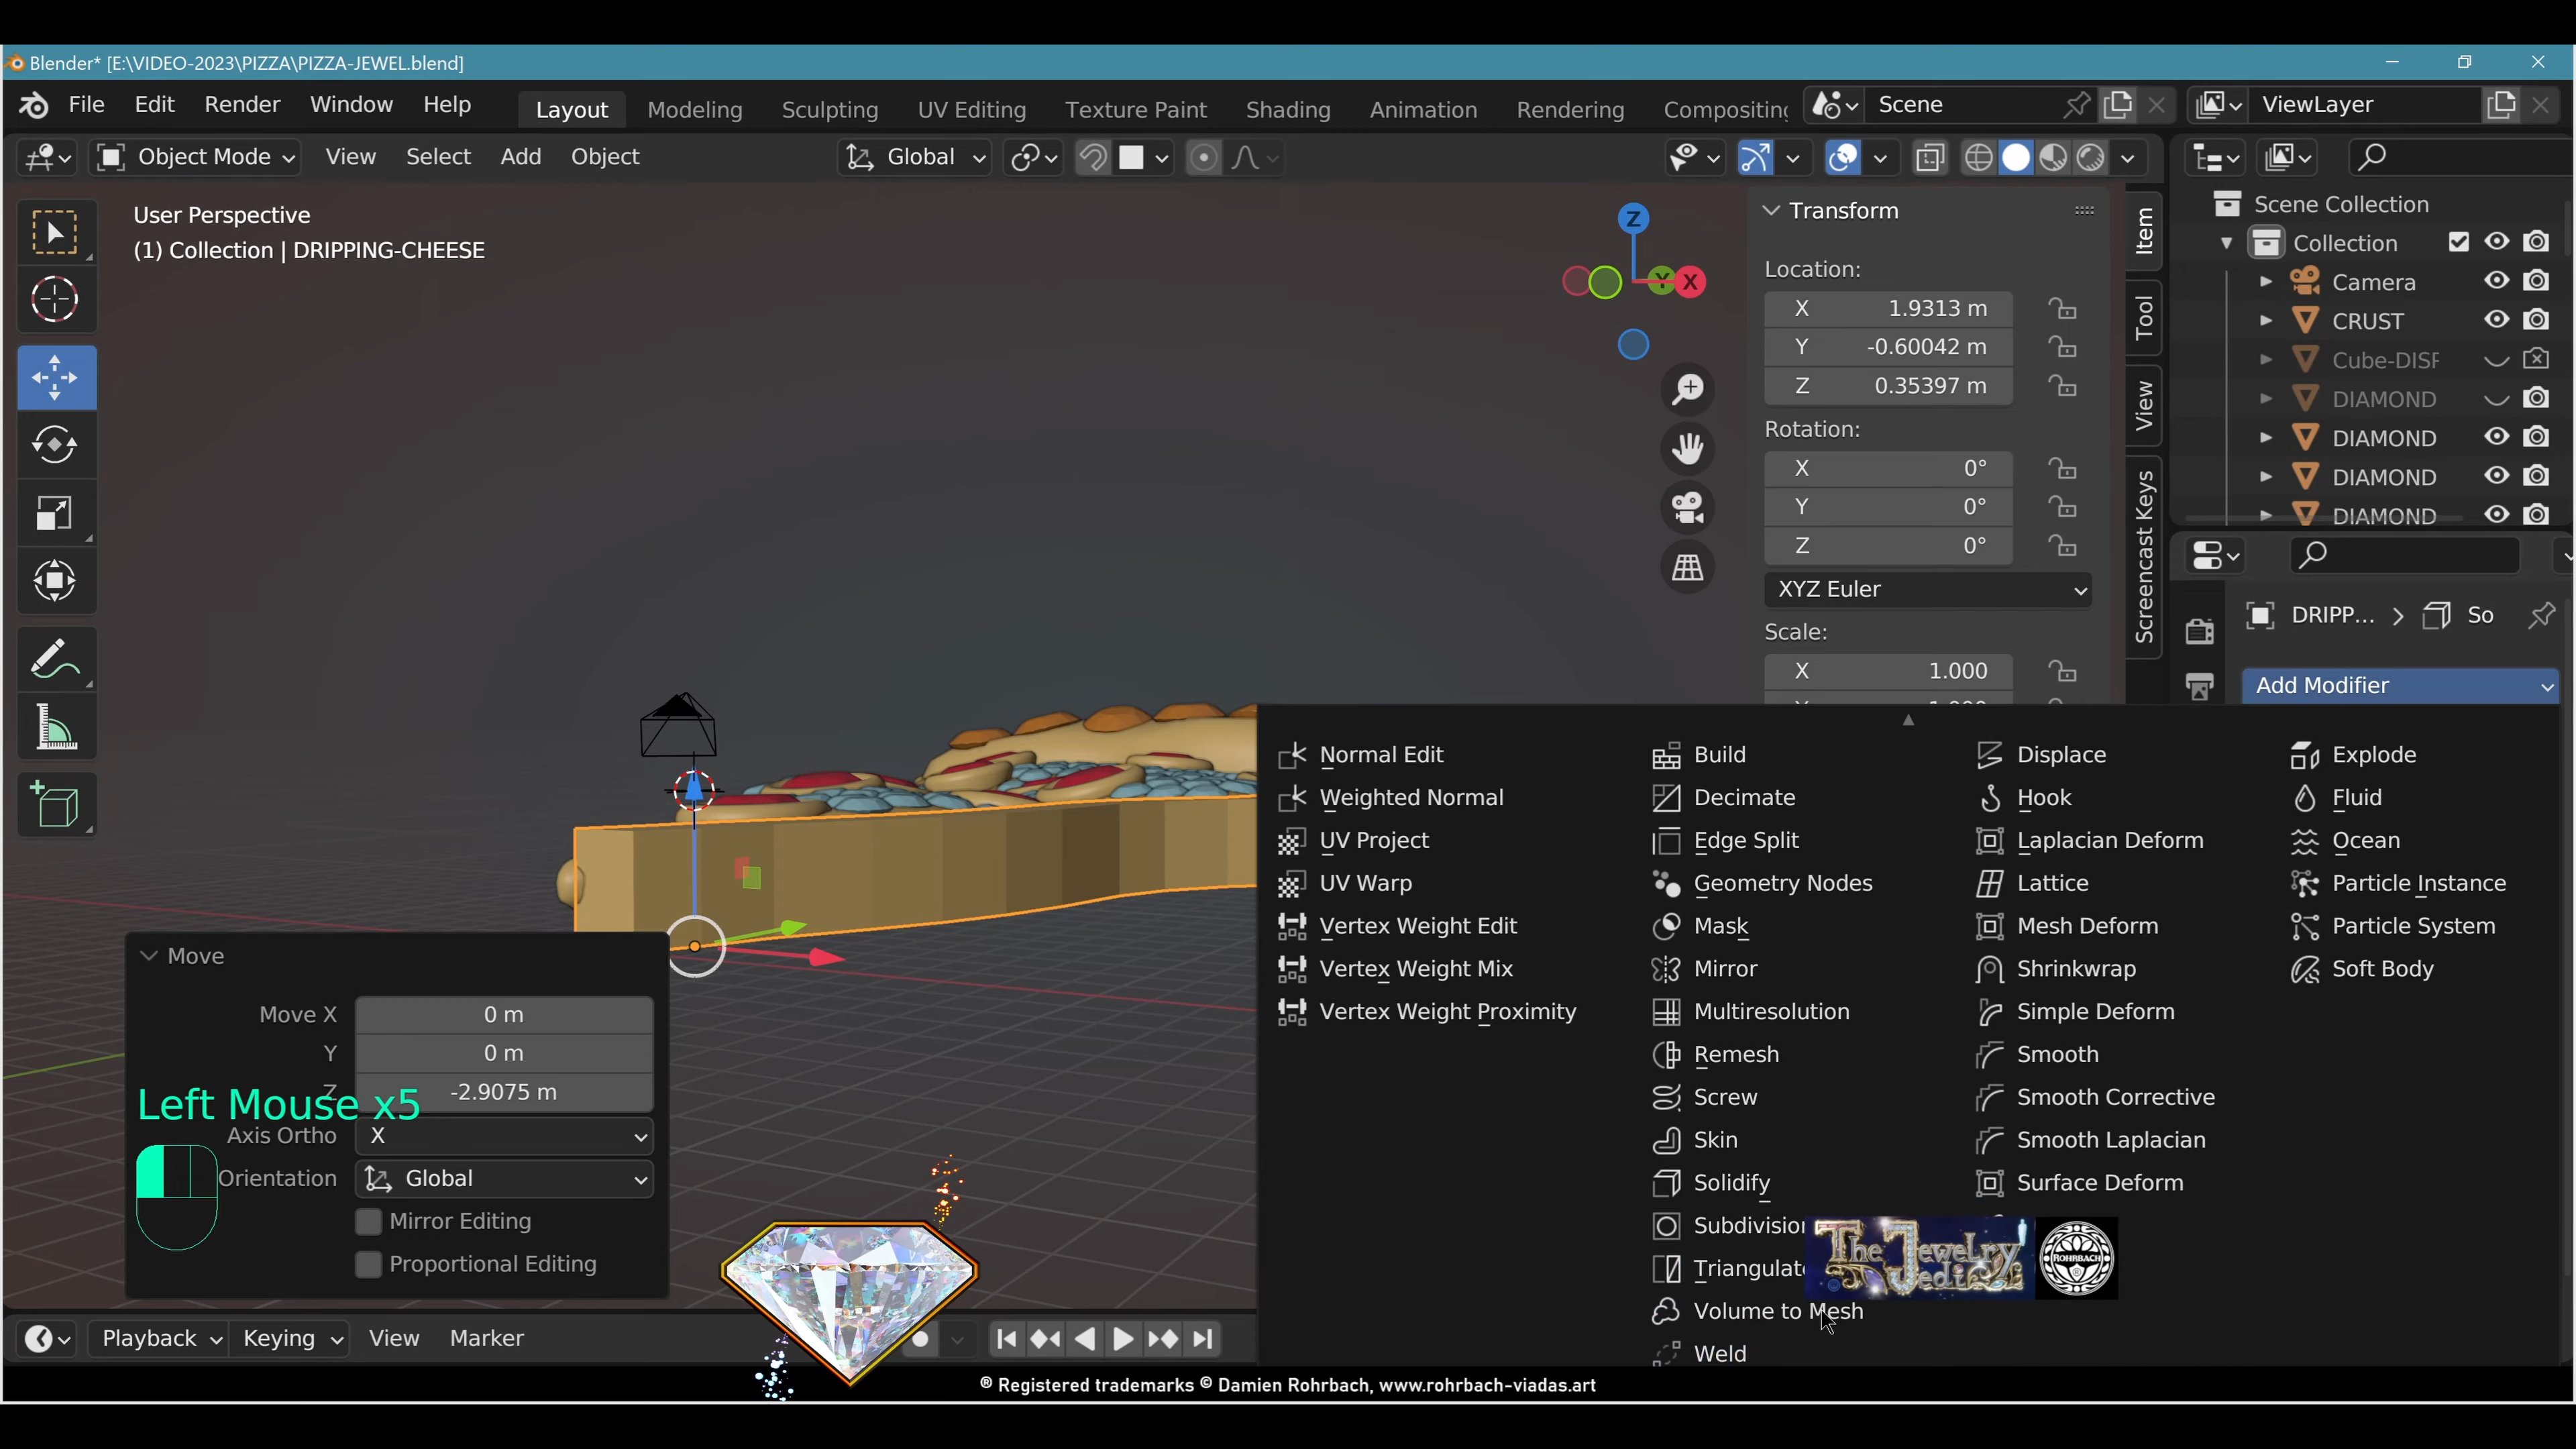 Blender* [E:\VIDEO-2023\PIZZA\PIZZA-JEWEL.blend]
File Edit Render Window Help
Layout Modeling Sculpting UV Editing Texture Paint Shading Animation Rendering Compositing
Scene
ViewLayer
Object Mode View Select Add Object
Global
User Perspective
(1) Collection | DRIPPING-CHEESE
Z
Y
X
Transform
Location:
X 1.9313 m
Y -0.60042 m
Z 0.35397 m
Rotation:
X 0°
Y 0°
Z 0°
XYZ Euler
Scale:
X 1.000
Item
Tool
View
Screencast Keys
Scene Collection
Collection
Camera
CRUST
Cube-DISF
DIAMOND
DIAMOND
DIAMOND
DIAMOND
DRIPP... So
Add Modifier
Normal Edit
Weighted Normal
UV Project
UV Warp
Vertex Weight Edit
Vertex Weight Mix
Vertex Weight Proximity
Build
Decimate
Edge Split
Geometry Nodes
Mask
Mirror
Multiresolution
Remesh
Screw
Skin
Solidify
Subdivision
Triangulate
Volume to Mesh
Weld
Displace
Hook
Laplacian Deform
Lattice
Mesh Deform
Shrinkwrap
Simple Deform
Smooth
Smooth Corrective
Smooth Laplacian
Surface Deform
Explode
Fluid
Ocean
Particle Instance
Particle System
Soft Body
Move
Move X 0 m
Y 0 m
Z -2.9075 m
Left Mouse x5
Axis Ortho X
Orientation Global
Mirror Editing
Proportional Editing
The Jewelry
Jedi
ROHRBACH
®
Playback Keying View Marker
® Registered trademarks © Damien Rohrbach, www.rohrbach-viadas.art